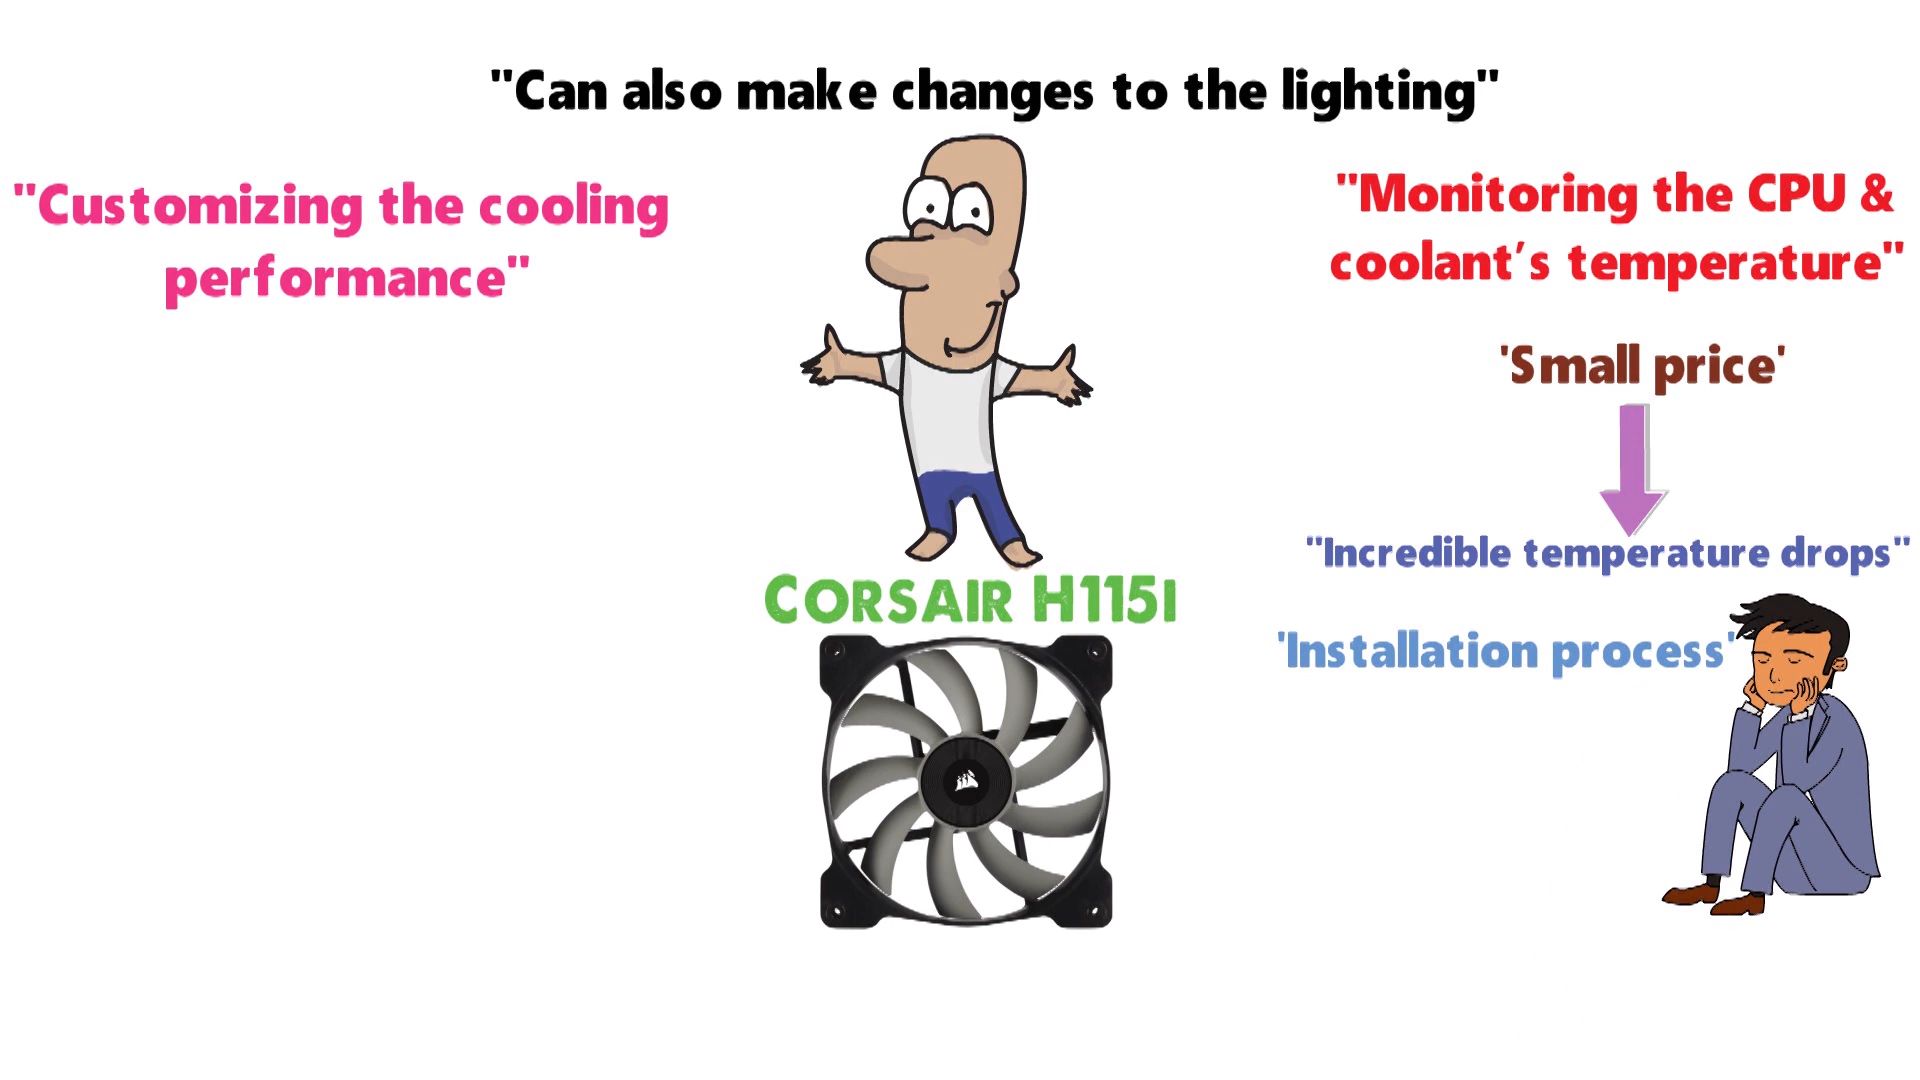 "Can also make changes to the lighting"
"Customizing the cooling
performance"
"Monitoring the CPU &
coolant's temperature"
'Small price'
"Incredible temperature drops"
CORSAIR H115I
'Installation process'